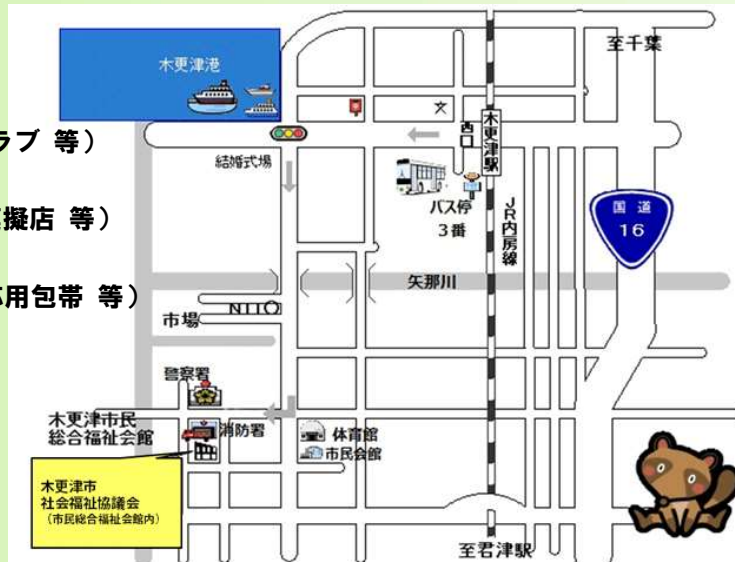 ラブ 等）
擬店 等）
用包帯 等）
木更津港
至千葉
文
西口
木更津駅
結婚式場
バス停
3番
JR内房線
国道
16
矢那川
市場
警察署
木更津市民
総合福祉会館
消防署
体育館
市民会館
木更津市
社会福祉協議会
（市民総合福祉会館内）
至君津駅